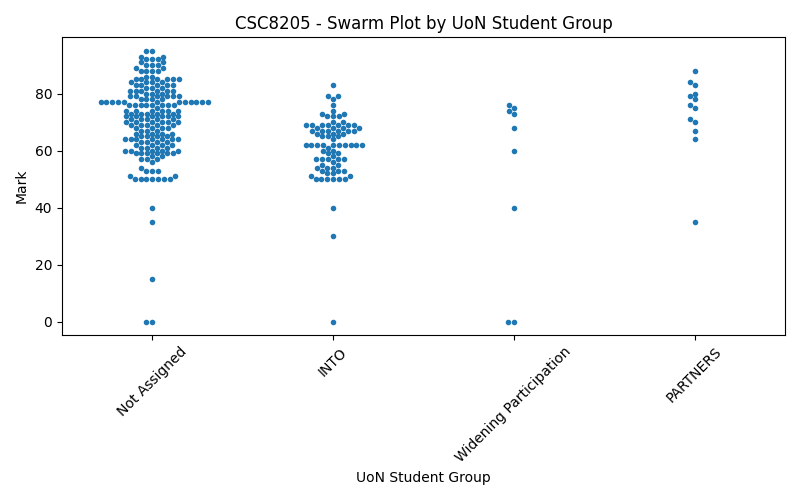 CSC8205 - Swarm Plot by UoN Student Group
Mark
80
60
40
20
0
Not Assigned
INTO
Widening Participation
PARTNERS
UoN Student Group